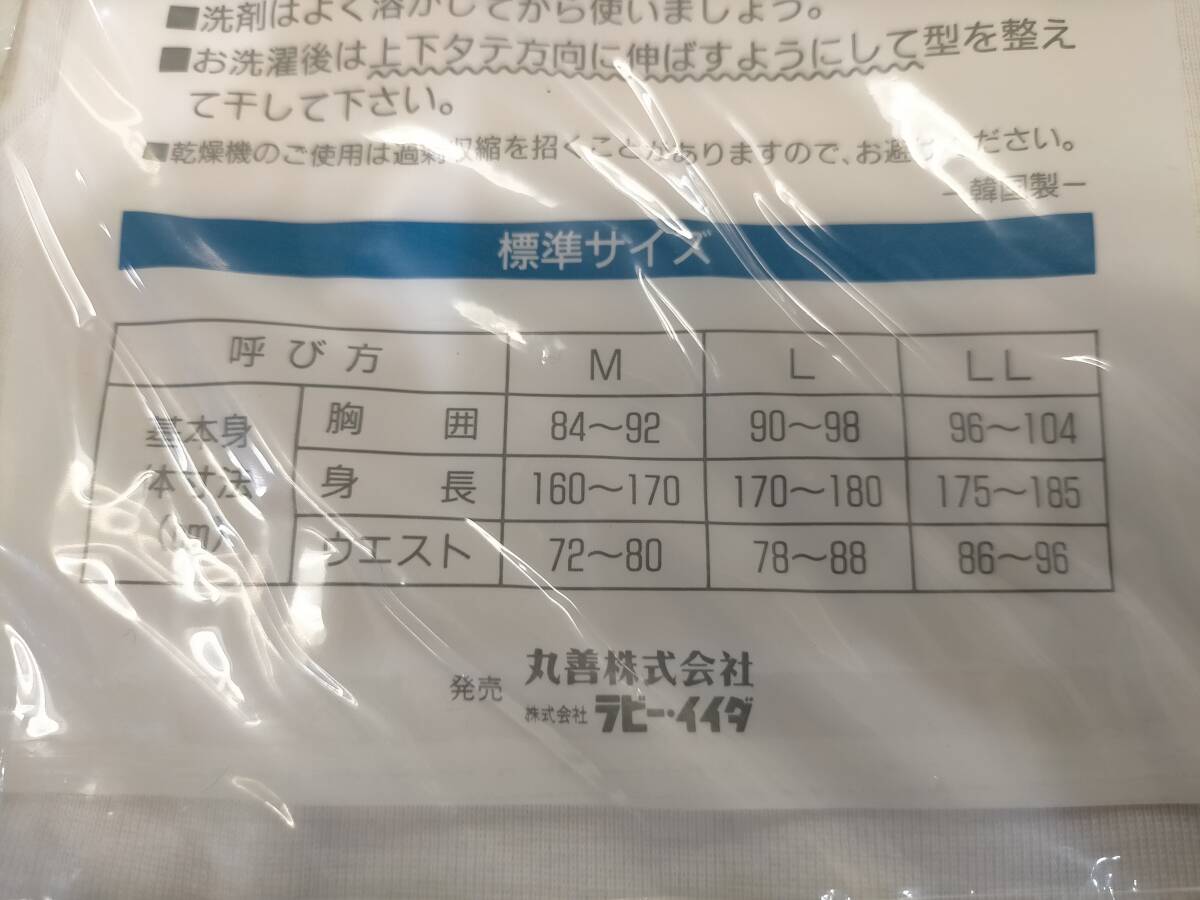 ■洗剤はよく溶かしてから使いましょう。
■お洗濯後は上下タテ方向に伸ばすようにして型を整え
て干して下さい。
■乾燥機のご使用は過剰収縮を招くことがありますので、お避けください。
ー韓国製ー
標準サイズ
呼び方 M L LL
基本身体寸法(cm)
胸囲 84〜92 90〜98 96〜104
身長 160〜170 170〜180 175〜185
ウエスト 72〜80 78〜88 86〜96
発売 丸善株式会社
株式会社 ラビー・イイダ